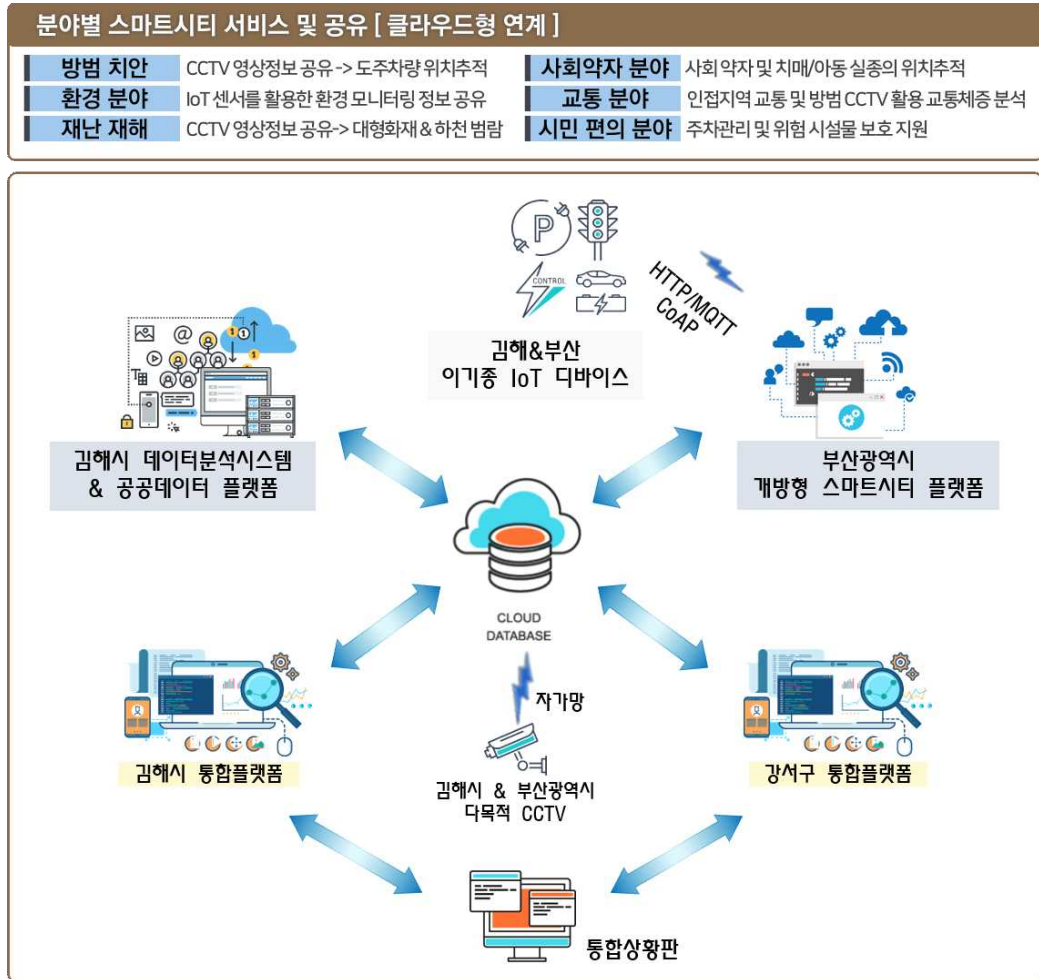 분야별 스마트시티 서비스 및 공유 [ 클라우드형 연계 ]
방범 치안 CCTV 영상정보 공유 -> 도주차량 위치추적
사회약자 분야 사회 약자 및 치매/아동 실종의 위치추적
환경 분야 IoT 센서를 활용한 환경 모니터링 정보 공유
교통 분야 인접지역 교통 및 방범 CCTV 활용 교통체증 분석
재난 재해 CCTV 영상정보 공유-> 대형화재 & 하천 범람
시민 편의 분야 주차관리 및 위험 시설물 보호 지원
P
CONTROL
HTTP/MQTT
CoAP
김해&부산
이기종 IoT 디바이스
김해시 데이터분석시스템
& 공공데이터 플랫폼
부산광역시
개방형 스마트시티 플랫폼
CLOUD
DATABASE
자가망
김해시 통합플랫폼
강서구 통합플랫폼
김해시 & 부산광역시
다목적 CCTV
통합상황판